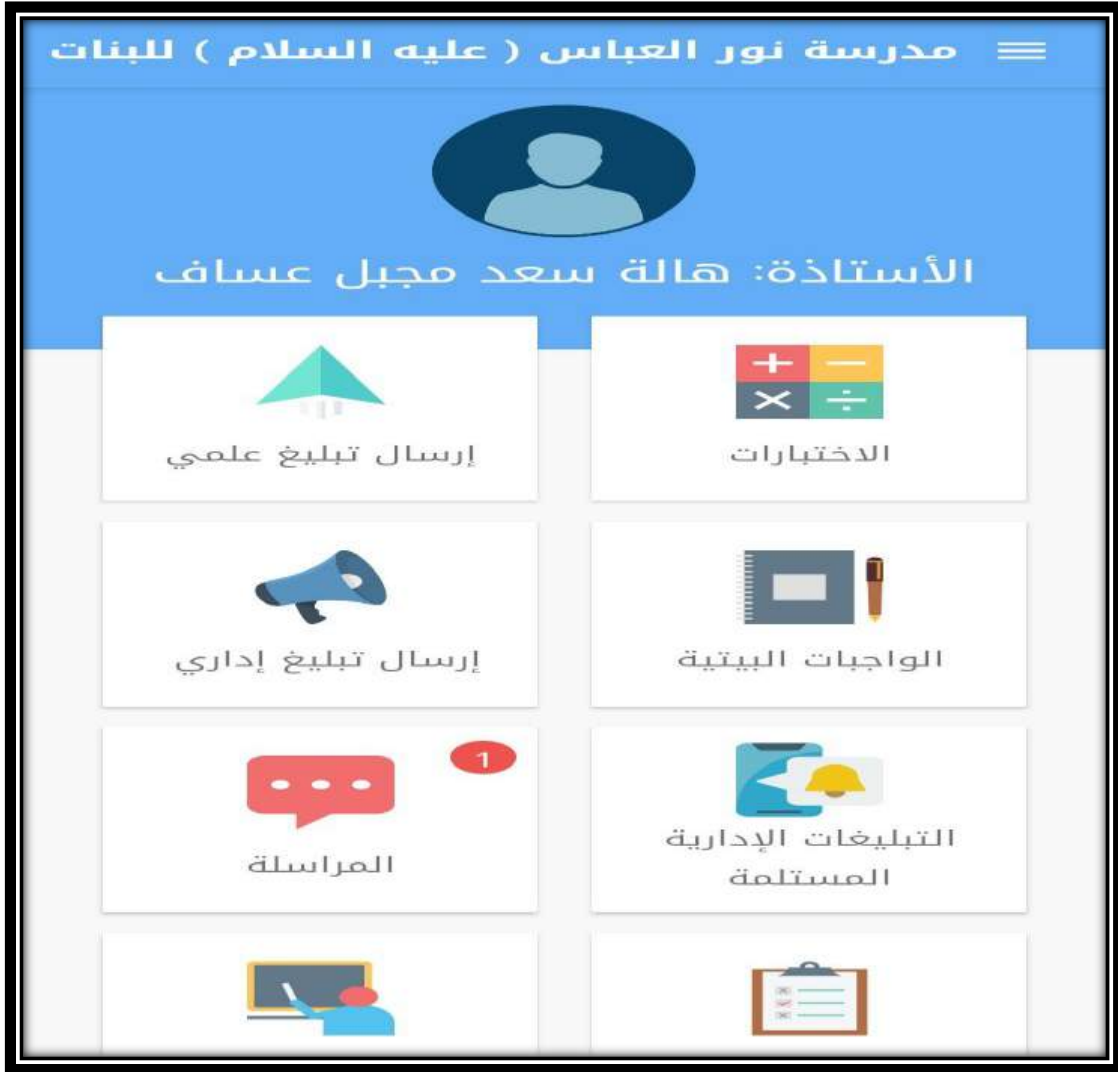 مدرسة نور العباس ( عليه السلام ) للبنات
الأستاذة: هالة سعد مجبل عساف
الاختبارات
إرسال تبليغ علمي
الواجبات البيتية
إرسال تبليغ إداري
التبليغات الإدارية
المستلمة
1
المراسلة